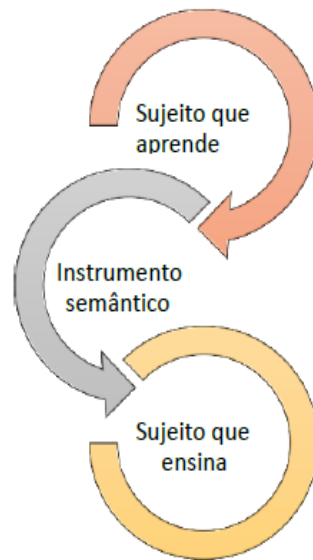 Sujeito que
aprende
Instrumento
semântico
Sujeito que
ensina